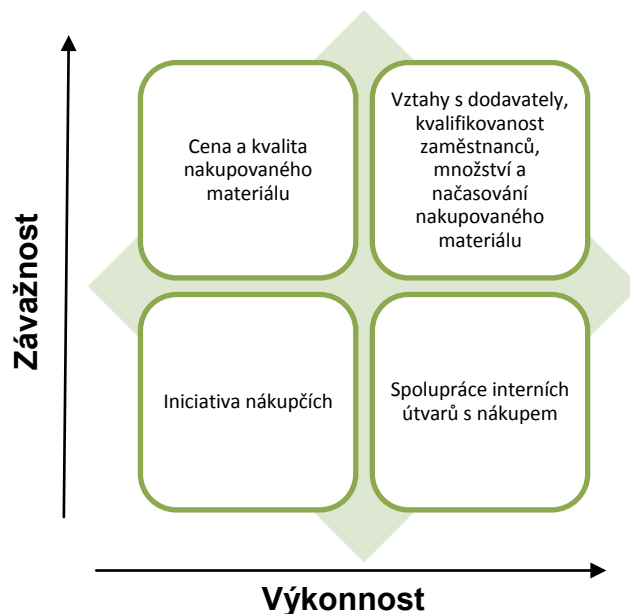 Závažnost
Cena a kvalita
nakupovaného
materiálu
Vztahy s dodavately,
kvalifikovanost
zaměstnanců,
množství a
načasování
nakupovaného
materiálu
Iniciativa nákupčích
Spolupráce interních
útvarů s nákupem
Výkonnost